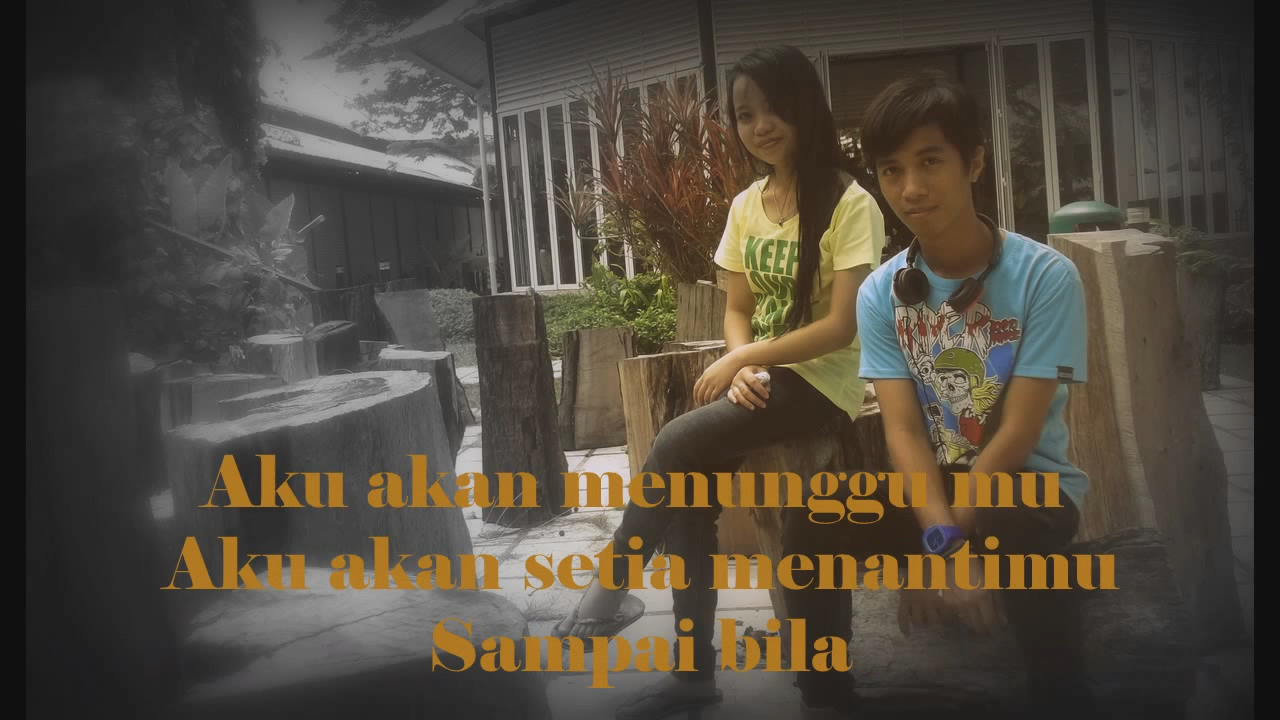 Aku akan menunggu mu
Aku akan setia menantimu
Sampai bila
KEEP